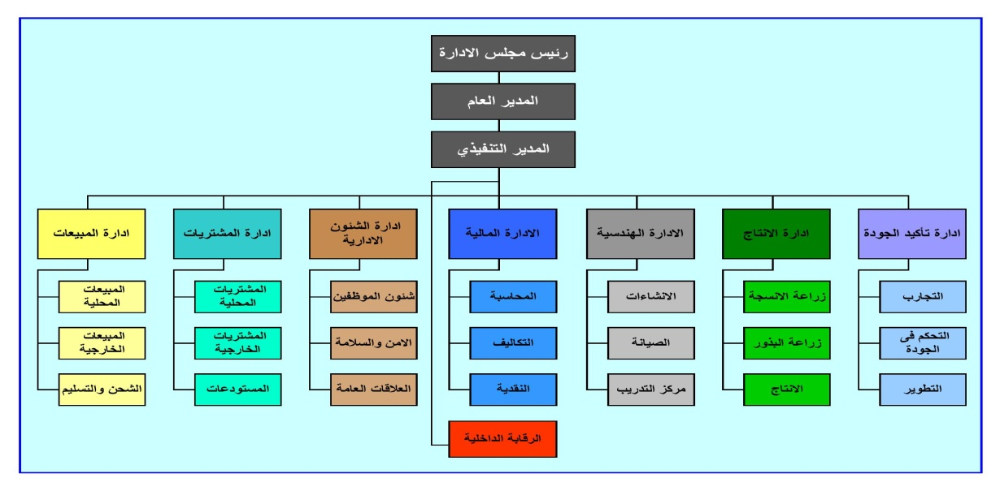 رئيس مجلس الادارة
المدير العام
المدير التنفيذي
ادارة تأكيد الجودة
ادارة الانتاج
الادارة الهندسية
الادارة المالية
ادارة الشئون
الادارية
ادارة المشتريات
ادارة المبيعات
التجارب
زراعة الانسجة
الانشاءات
المحاسبة
شئون الموظفين
المشتريات
المحلية
المبيعات
المحلية
التحكم فى
الجودة
زراعة البذور
الصيانة
التكاليف
الامن والسلامة
المشتريات
الخارجية
المبيعات
الخارجية
التطوير
الانتاج
مركز التدريب
النقدية
العلاقات العامة
المستودعات
الشحن والتسليم
الرقابة الداخلية